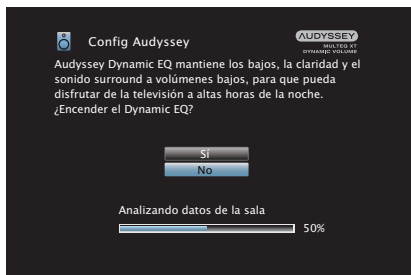 Config Audyssey
AUDYSSEY
MULTEQ XT
DYNAMIC VOLUME
Audyssey Dynamic EQ mantiene los bajos, la claridad y el
sonido surround a volúmenes bajos, para que pueda
disfrutar de la televisión a altas horas de la noche.
¿Encender el Dynamic EQ?
Sí
No
Analizando datos de la sala
50%